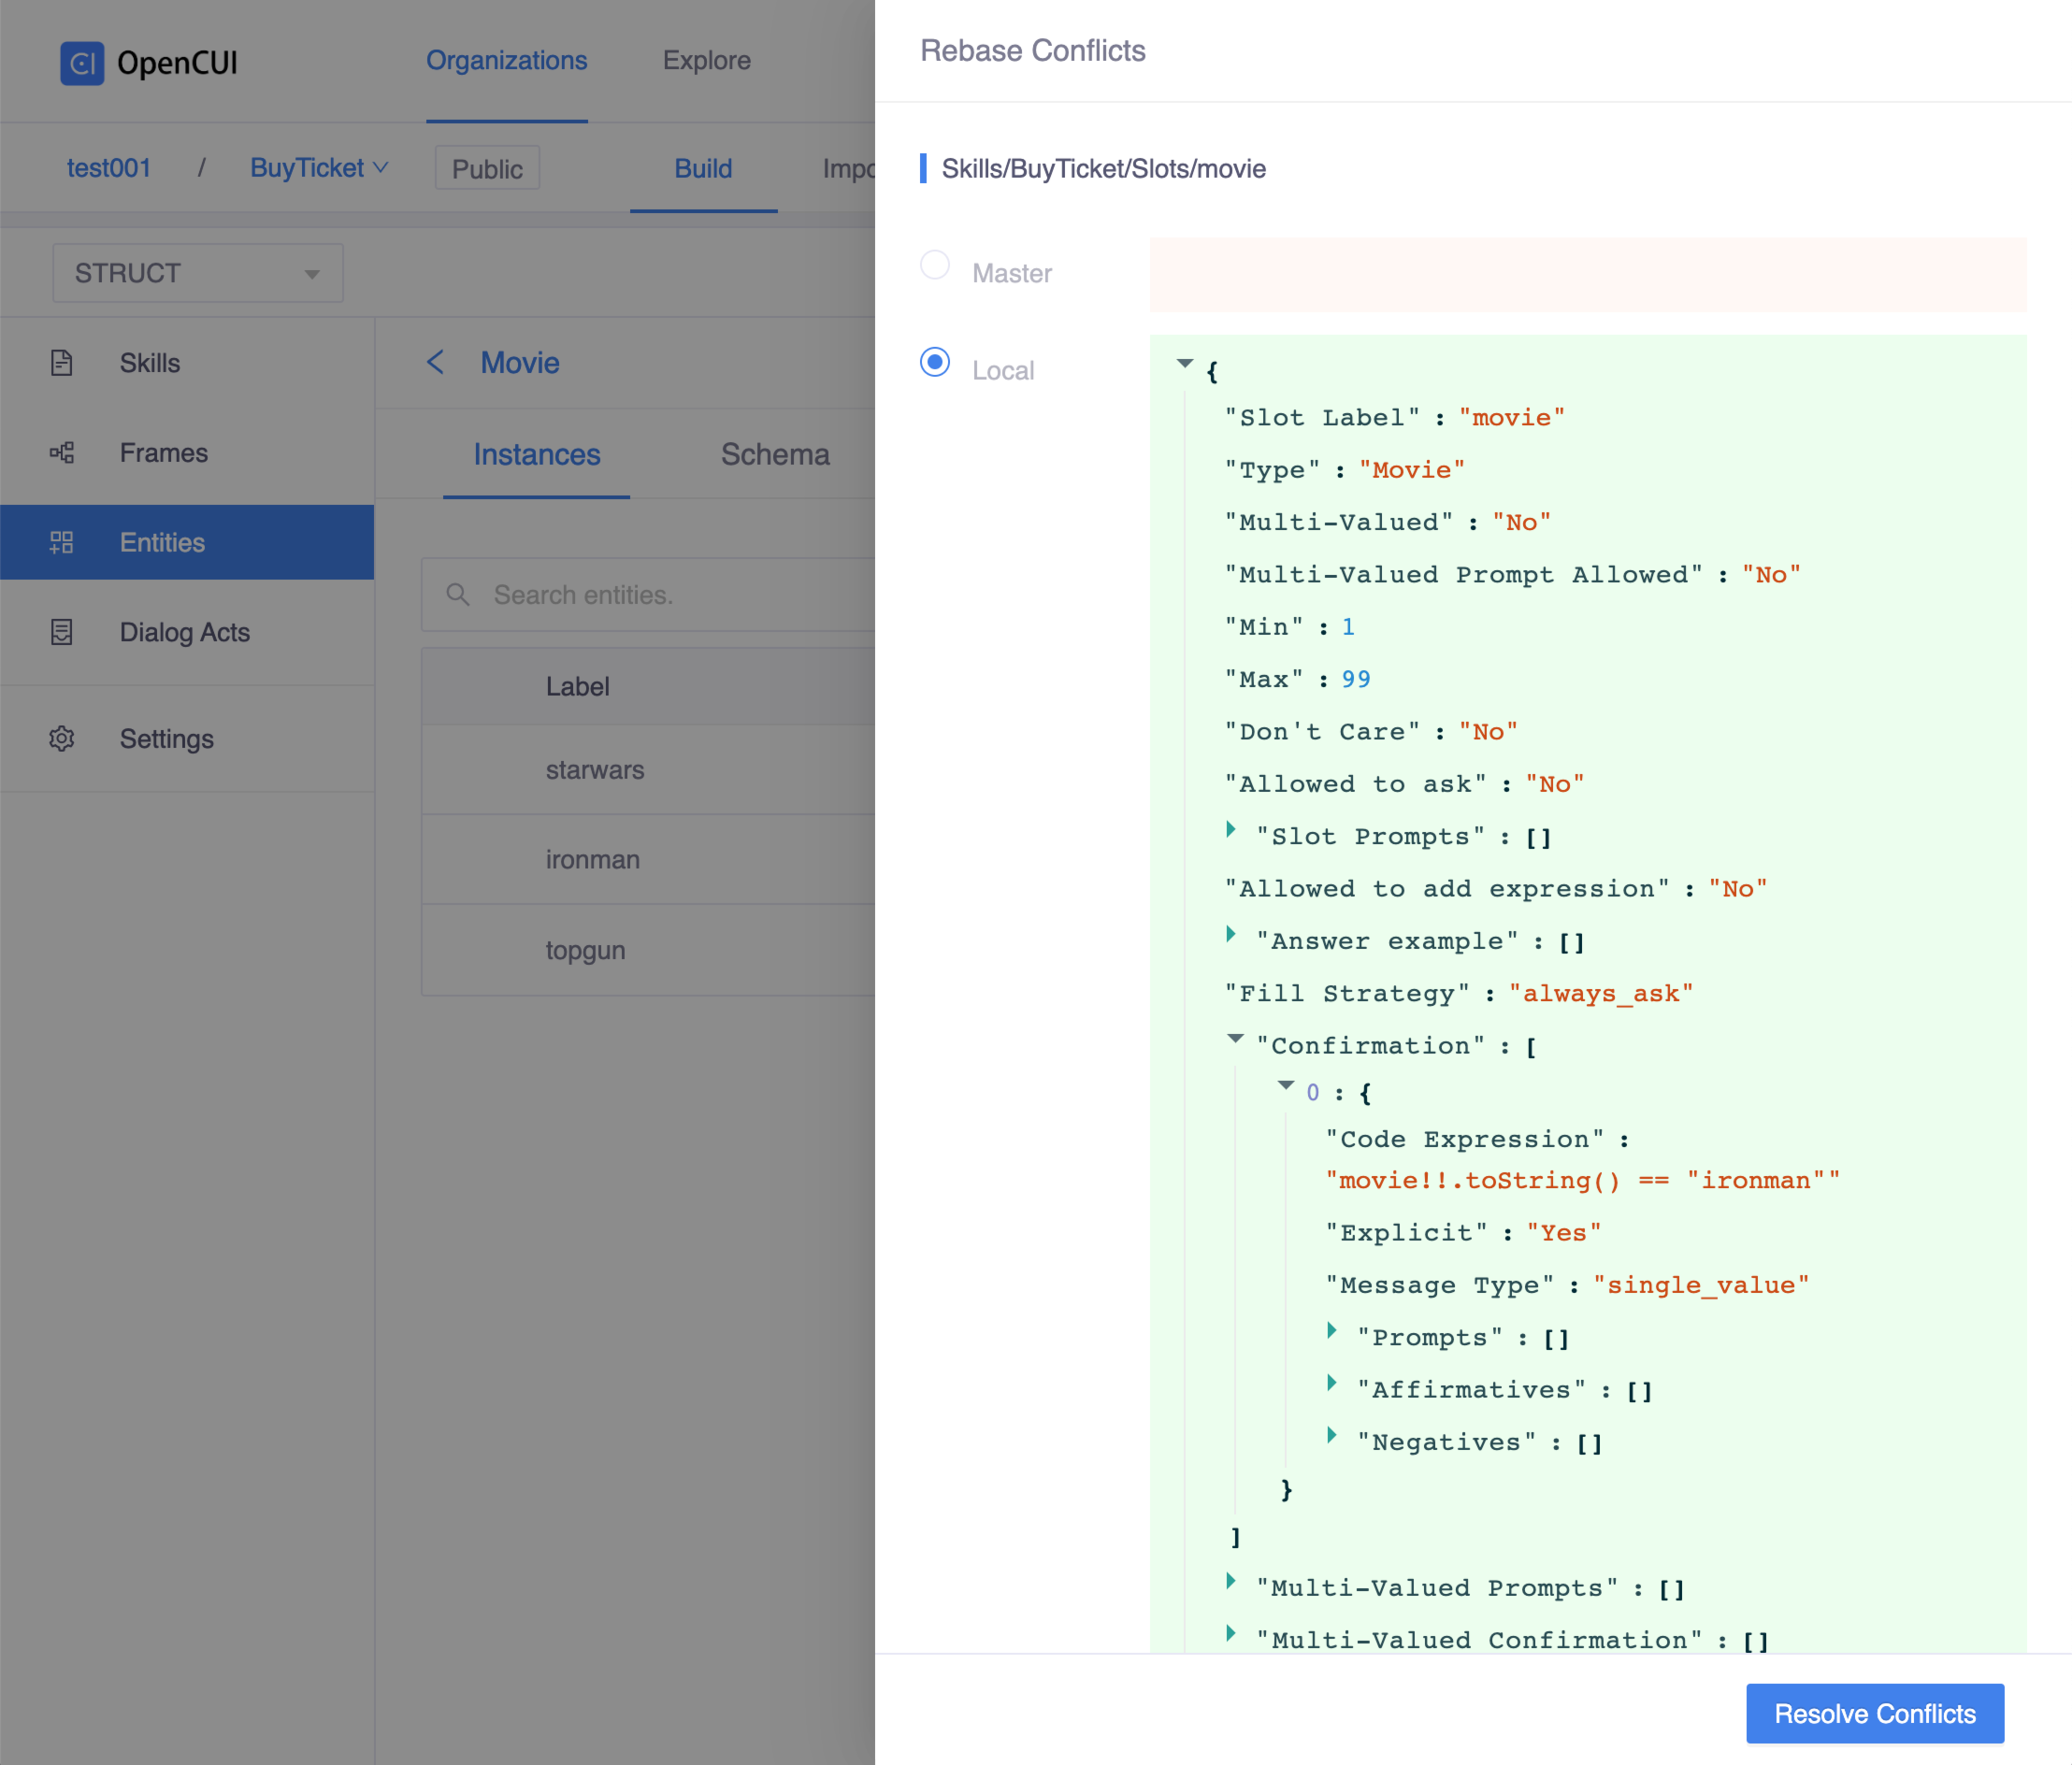 OpenCUI
Organizations
Explore
test001 / BuyTicket
Public
Build
Impo
STRUCT
Skills
Frames
Entities
Dialog Acts
Settings
Movie
Instances
Schema
Search entities.
Label
starwars
ironman
topgun
Rebase Conflicts
Skills/BuyTicket/Slots/movie
Master
Local
{
"Slot Label" : "movie"
"Type" : "Movie"
"Multi-Valued" : "No"
"Multi-Valued Prompt Allowed" : "No"
"Min" : 1
"Max" : 99
"Don't Care" : "No"
"Allowed to ask" : "No"
"Slot Prompts" : []
"Allowed to add expression" : "No"
"Answer example" : []
"Fill Strategy" : "always_ask"
"Confirmation" : [
0 : {
"Code Expression" :
"movie!!.toString() == "ironman""
"Explicit" : "Yes"
"Message Type" : "single_value"
"Prompts" : []
"Affirmatives" : []
"Negatives" : []
}
]
"Multi-Valued Prompts" : []
"Multi-Valued Confirmation" : []
Resolve Conflicts